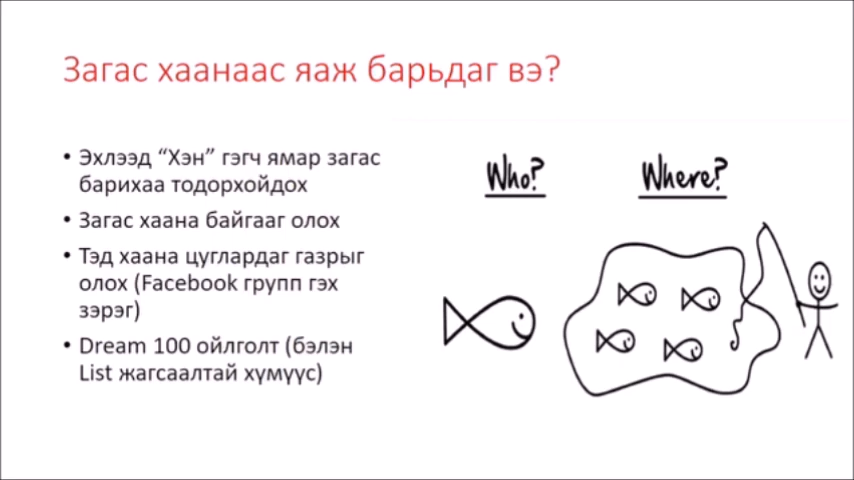 Загас хаанаас яаж барьдаг вэ?
• Эхлээд “Хэн” гэгч ямар загас
барихаа тодорхойдох
• Загас хаана байгааг олох
• Тэд хаана цуглардаг газрыг
олох (Facebook групп гэх
зэрэг)
• Dream 100 ойлголт (бэлэн
List жагсаалтай хүмүүс)
Who?
Where?